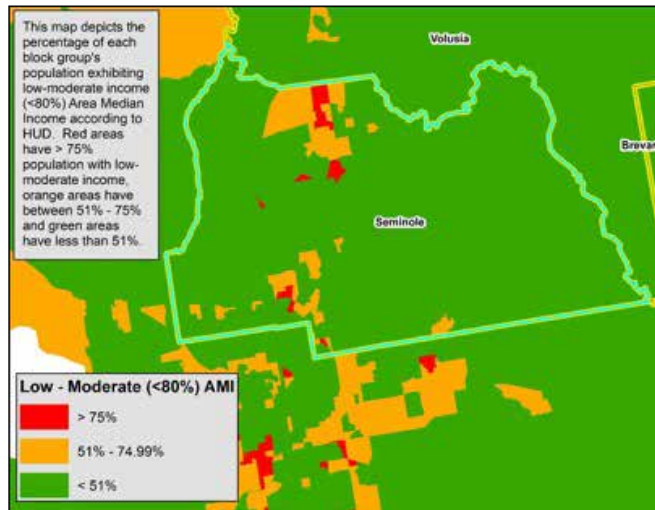 This map depicts the
percentage of each
block group's
population exhibiting
low-moderate income
(<80%) Area Median
Income according to
HUD. Red areas
have > 75%
population with low-
moderate income,
orange areas have
between 51% - 75%
and green areas
have less than 51%.
Volusia
Brevar
Seminole
Low - Moderate (<80%) AMI
> 75%
51% - 74.99%
< 51%